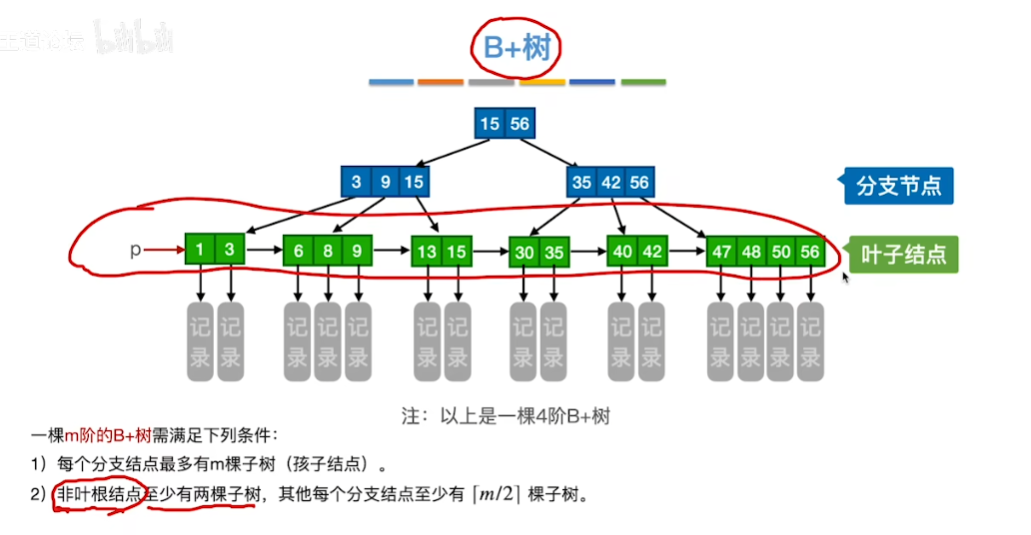 王道论坛 bilibili
B+树
15 56
3 9 15 35 42 56 分支节点
p 1 3 6 8 9 13 15 30 35 40 42 47 48 50 56 叶子结点
记录 记录 记录 记录 记录 记录 记录 记录 记录 记录 记录 记录 记录 记录 记录
注：以上是一棵4阶B+树
一棵m阶的B+树需满足下列条件：
1）每个分支结点最多有m棵子树（孩子结点）。
2）非叶根结点至少有两棵子树，其他每个分支结点至少有 ⌈m/2⌉ 棵子树。